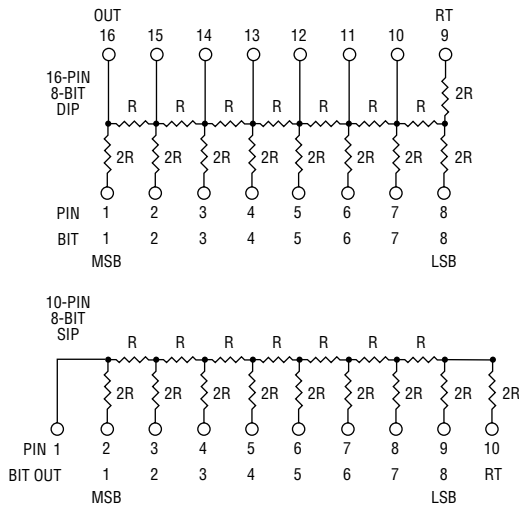 OUT RT
16 15 14 13 12 11 10 9
16-PIN
8-BIT
DIP
2R
R R R R R R R
2R 2R 2R 2R 2R 2R 2R 2R
PIN 1 2 3 4 5 6 7 8
BIT 1 2 3 4 5 6 7 8
MSB LSB
10-PIN
8-BIT
SIP
R R R R R R R
2R 2R 2R 2R 2R 2R 2R 2R 2R
PIN 1 2 3 4 5 6 7 8 9 10
BIT OUT 1 2 3 4 5 6 7 8 RT
MSB LSB